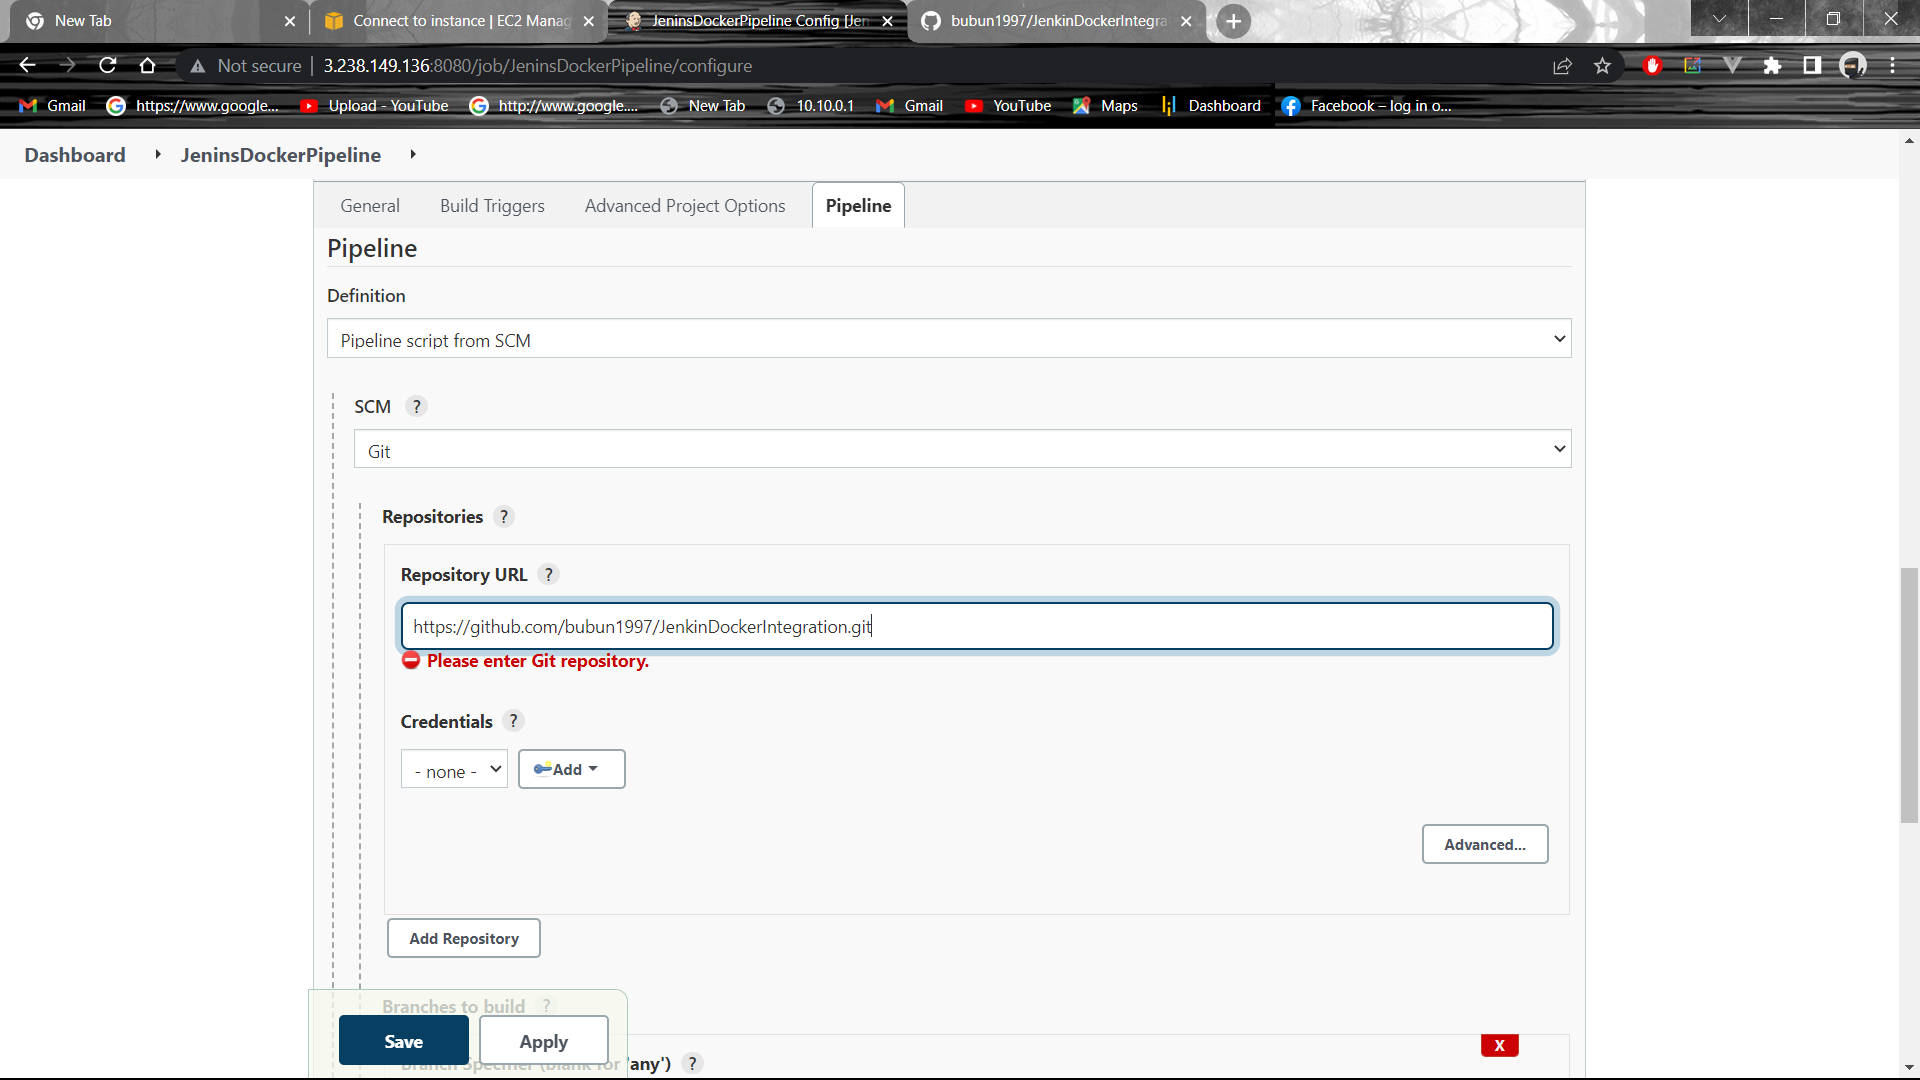 New Tab
Connect to instance | EC2 Manag
JeninsDockerPipeline Config [Jen
bubun1997/JenkinDockerIntegra
Not secure
3.238.149.136:8080/job/JeninsDockerPipeline/configure
Gmail
https://www.google...
Upload - YouTube
http://www.google....
New Tab
10.10.0.1
Gmail
YouTube
Maps
Dashboard
Facebook – log in o...
Dashboard
JeninsDockerPipeline
General
Build Triggers
Advanced Project Options
Pipeline
Pipeline
Definition
Pipeline script from SCM
SCM ?
Git
Repositories ?
Repository URL ?
https://github.com/bubun1997/JenkinDockerIntegration.git
Please enter Git repository.
Credentials ?
- none -
Add
Advanced...
Add Repository
Branches to build ?
Save
Apply
X
Branch Specifier (blank for 'any') ?